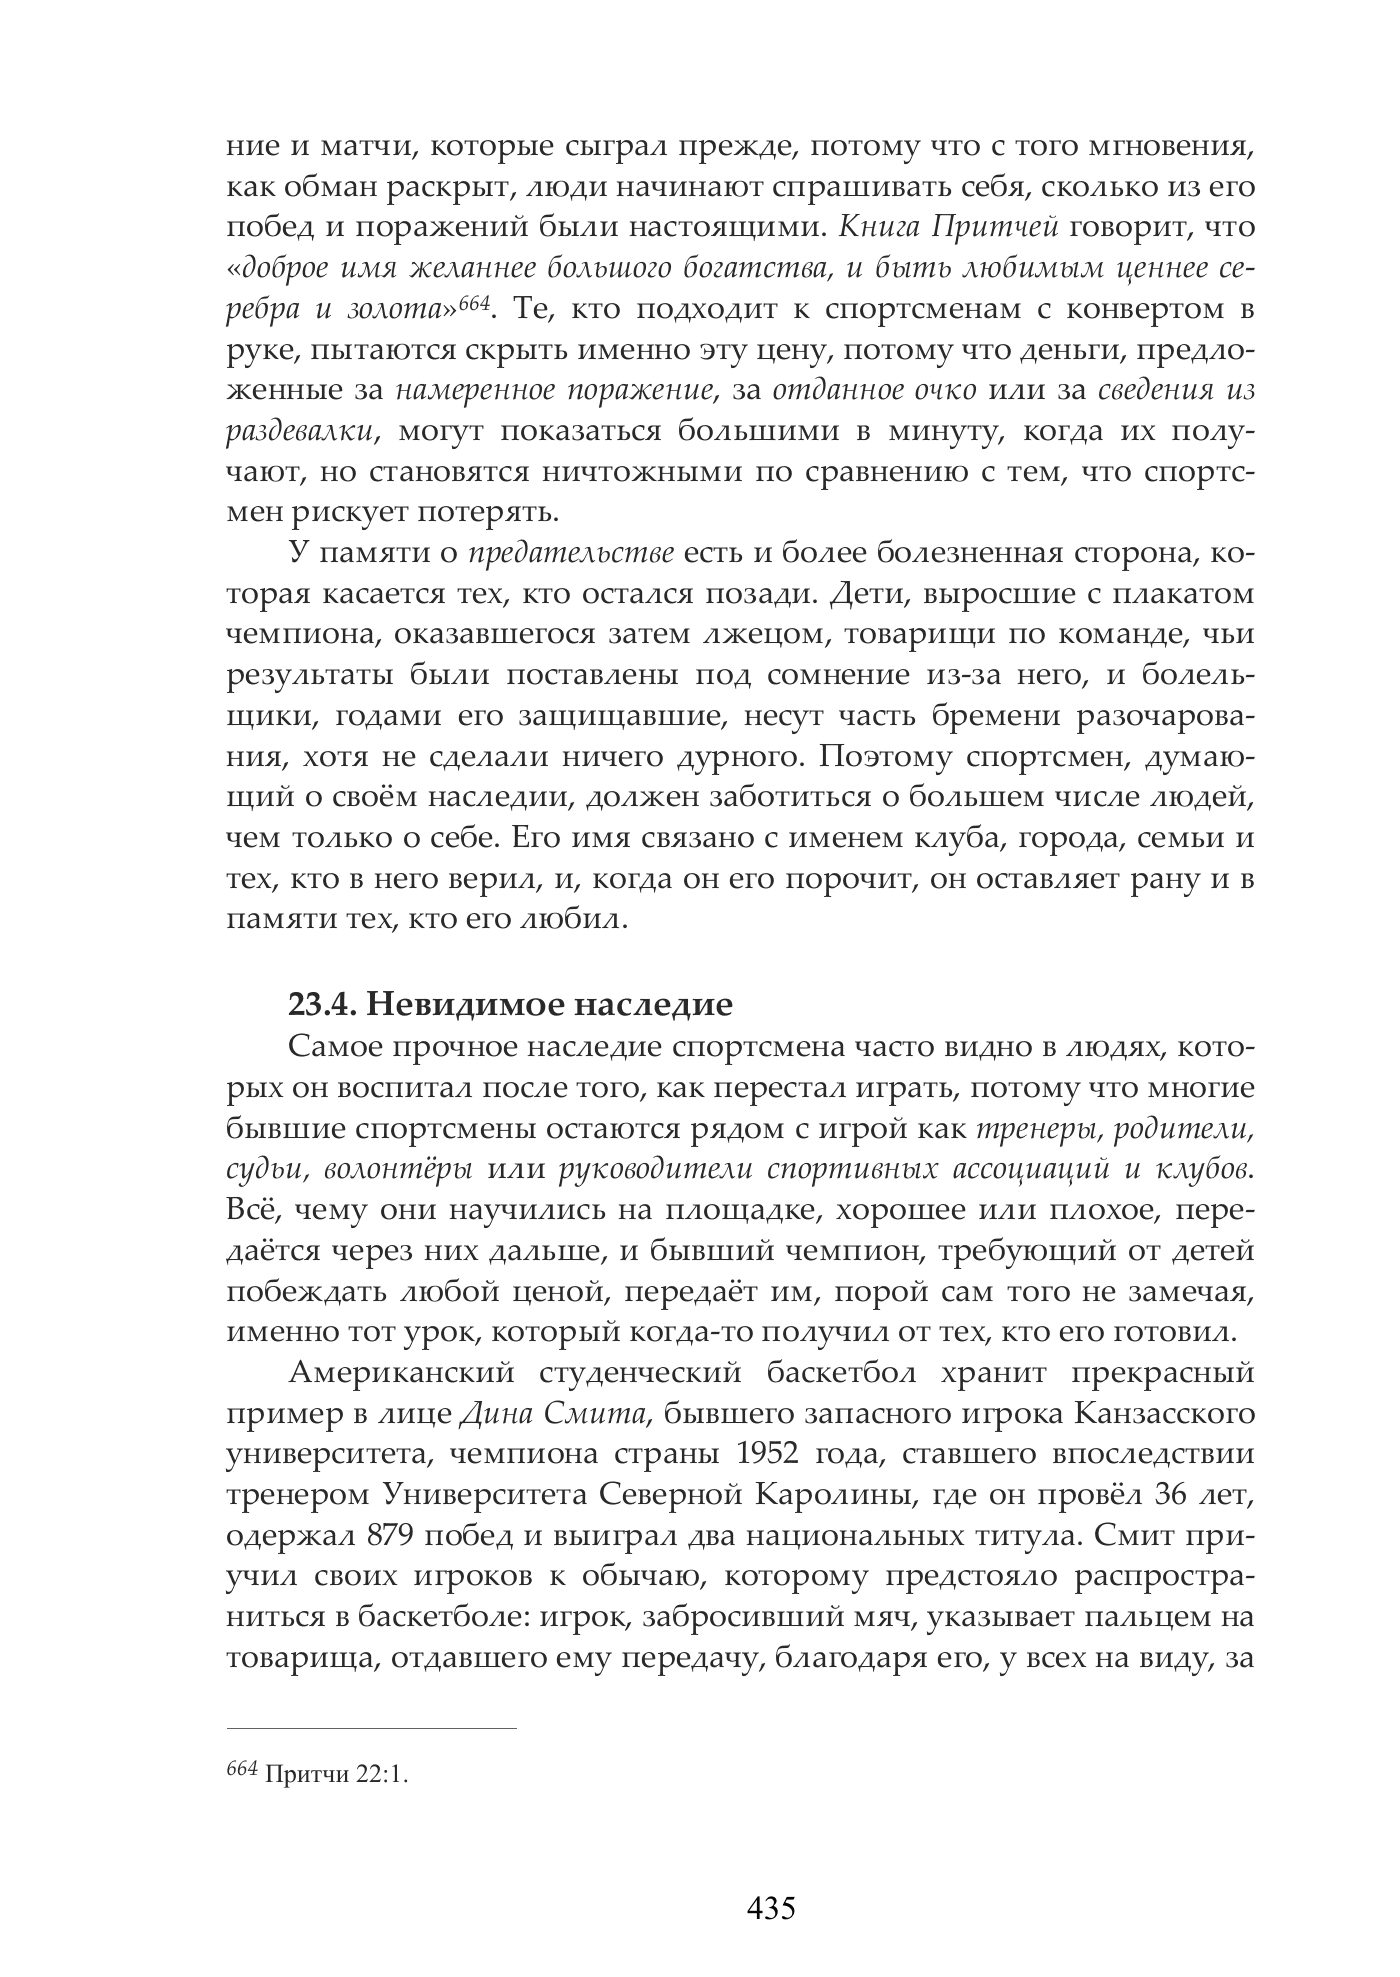 ние и матчи, которые сыграл прежде, потому что с того мгновения,
как обман раскрыт, люди начинают спрашивать себя, сколько из его
побед и поражений были настоящими. Книга Притчей говорит, что
«доброе имя желаннее большого богатства, и быть любимым ценнее се-
ребра и золота»664. Те, кто подходит к спортсменам с конвертом в
руке, пытаются скрыть именно эту цену, потому что деньги, предло-
женные за намеренное поражение, за отданное очко или за сведения из
раздевалки, могут показаться большими в минуту, когда их полу-
чают, но становятся ничтожными по сравнению с тем, что спортс-
мен рискует потерять.
У памяти о предательстве есть и более болезненная сторона, ко-
торая касается тех, кто остался позади. Дети, выросшие с плакатом
чемпиона, оказавшегося затем лжецом, товарищи по команде, чьи
результаты были поставлены под сомнение из-за него, и болель-
щики, годами его защищавшие, несут часть бремени разочарова-
ния, хотя не сделали ничего дурного. Поэтому спортсмен, думаю-
щий о своём наследии, должен заботиться о большем числе людей,
чем только о себе. Его имя связано с именем клуба, города, семьи и
тех, кто в него верил, и, когда он его порочит, он оставляет рану и в
памяти тех, кто его любил.
23.4. Невидимое наследие
Самое прочное наследие спортсмена часто видно в людях, кото-
рых он воспитал после того, как перестал играть, потому что многие
бывшие спортсмены остаются рядом с игрой как тренеры, родители,
судьи, волонтёры или руководители спортивных ассоциаций и клубов.
Всё, чему они научились на площадке, хорошее или плохое, пере-
даётся через них дальше, и бывший чемпион, требующий от детей
побеждать любой ценой, передаёт им, порой сам того не замечая,
именно тот урок, который когда-то получил от тех, кто его готовил.
Американский студенческий баскетбол хранит прекрасный
пример в лице Дина Смита, бывшего запасного игрока Канзасского
университета, чемпиона страны 1952 года, ставшего впоследствии
тренером Университета Северной Каролины, где он провёл 36 лет,
одержал 879 побед и выиграл два национальных титула. Смит при-
учил своих игроков к обычаю, которому предстояло распростра-
ниться в баскетболе: игрок, забросивший мяч, указывает пальцем на
товарища, отдавшего ему передачу, благодаря его, у всех на виду, за
664 Притчи 22:1.
435